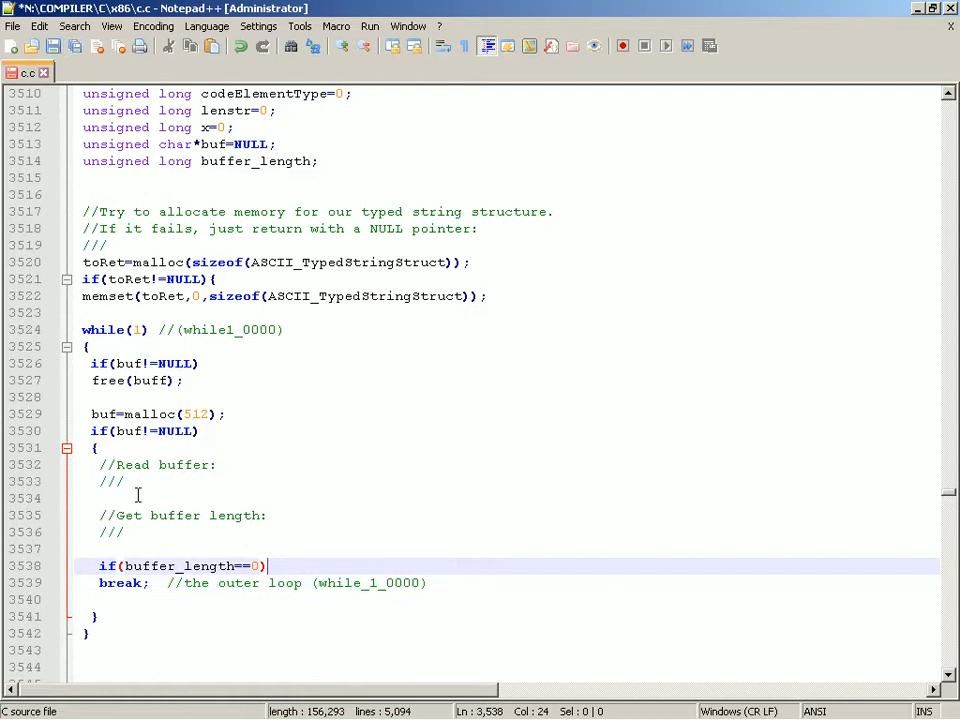 *N:\COMPILER\C\x86\c.c - Notepad++ [Administrator]
File Edit Search View Encoding Language Settings Tools Macro Run Window ? X
c.c
3510 unsigned long codeElementType=0;
3511 unsigned long lenstr=0;
3512 unsigned long x=0;
3513 unsigned char*buf=NULL;
3514 unsigned long buffer_length;
3515
3516
3517 //Try to allocate memory for our typed string structure.
3518 //If it fails, just return with a NULL pointer:
3519 ///
3520 toRet=malloc(sizeof(ASCII_TypedStringStruct));
3521 if(toRet!=NULL){
3522 memset(toRet,0,sizeof(ASCII_TypedStringStruct));
3523
3524 while(1) //(while1_0000)
3525 {
3526 if(buf!=NULL)
3527 free(buff);
3528
3529 buf=malloc(512);
3530 if(buf!=NULL)
3531 {
3532 //Read buffer:
3533 ///
3534
3535 //Get buffer length:
3536 ///
3537
3538 if(buffer_length==0)
3539 break; //the outer loop (while_1_0000)
3540
3541 }
3542 }
3543
3544
C source file length : 156,293 lines : 5,094 Ln : 3,538 Col : 24 Sel : 0 | 0 Windows (CR LF) ANSI INS